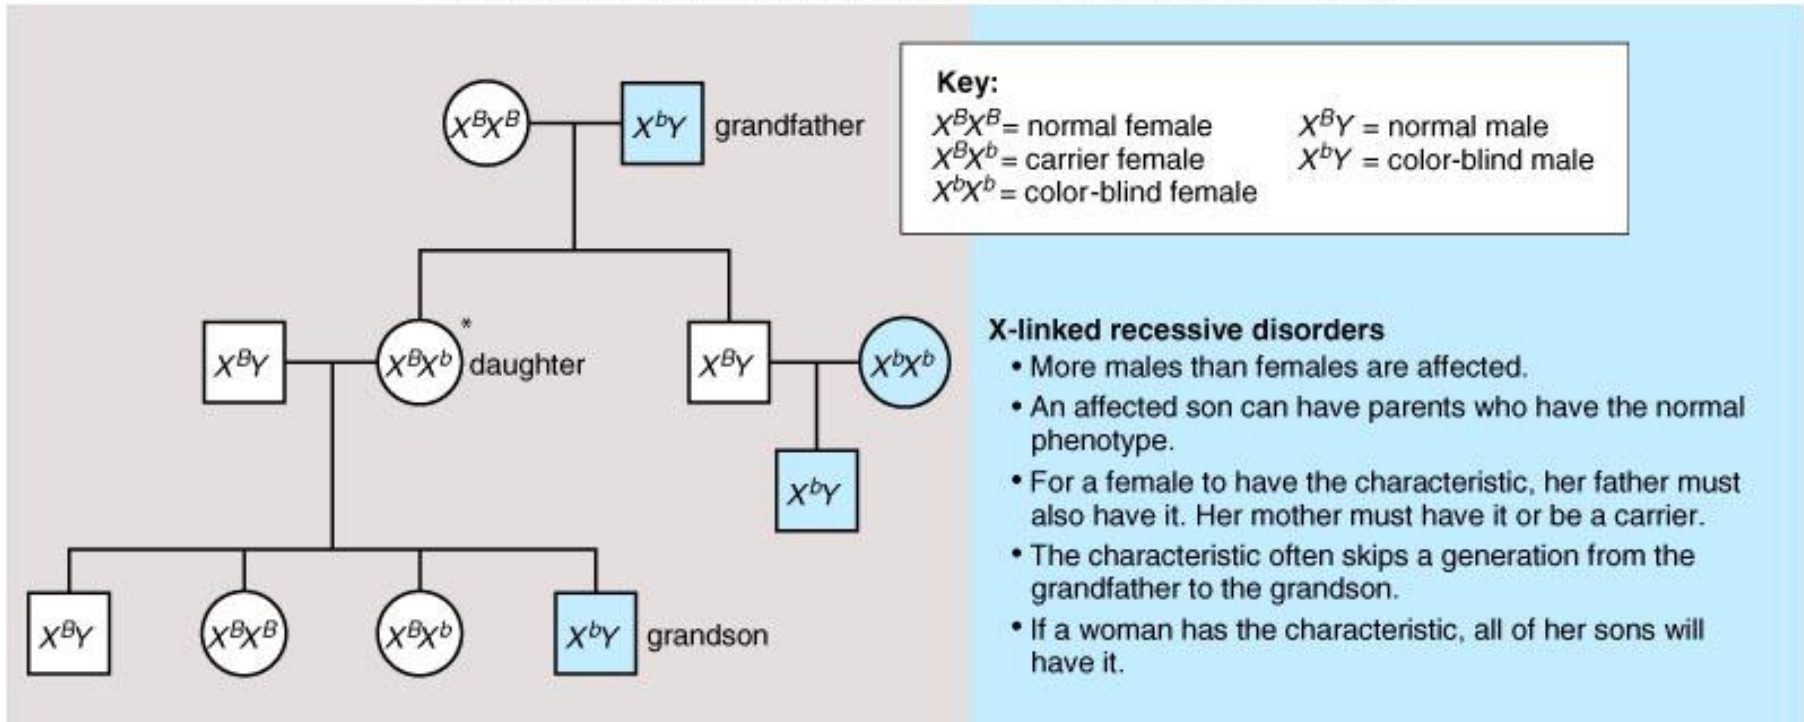 XᴮXᴮ
XᵇY
grandfather
Key:
XᴮXᴮ = normal female
XᴮY = normal male
XᴮXᵇ = carrier female
XᵇY = color-blind male
XᵇXᵇ = color-blind female
XᴮY
XᴮXᵇ
*
daughter
XᴮY
XᵇXᵇ
XᵇY
XᴮY
XᴮXᴮ
XᴮXᵇ
XᵇY
grandson
X-linked recessive disorders
• More males than females are affected.
• An affected son can have parents who have the normal
phenotype.
• For a female to have the characteristic, her father must
also have it. Her mother must have it or be a carrier.
• The characteristic often skips a generation from the
grandfather to the grandson.
• If a woman has the characteristic, all of her sons will
have it.